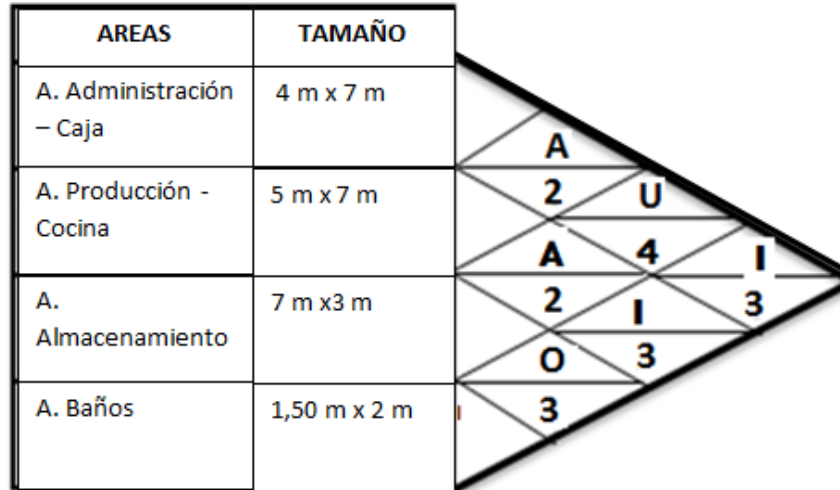 AREAS TAMAÑO
A. Administración 4 m x 7 m
– Caja
A
A. Producción - 5 m x 7 m 2 U
Cocina
A 4 I
A. 7 m x3 m 2 I 3
Almacenamiento
O 3
A. Baños 1,50 m x 2 m 3